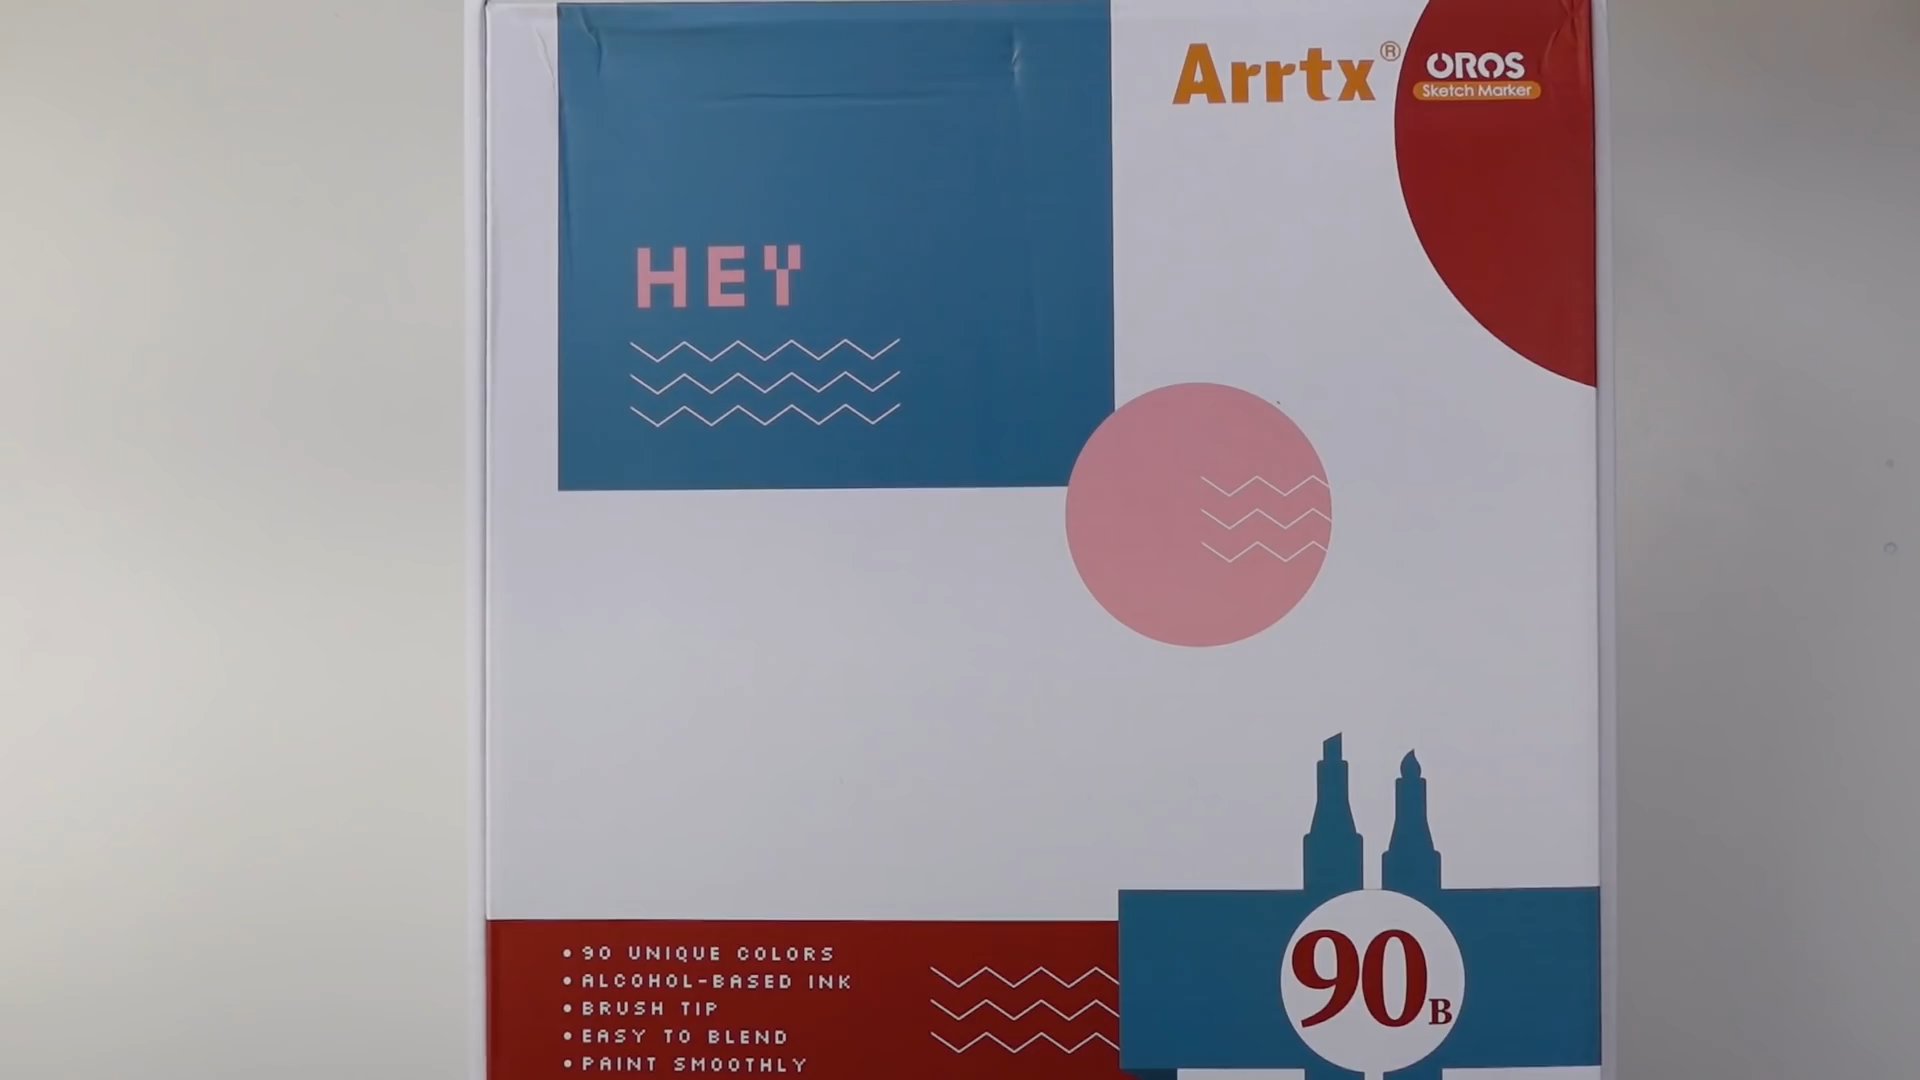 Arrtx®
OROS
Sketch Marker
HEY
• 90 UNIQUE COLORS
• ALCOHOL-BASED INK
• BRUSH TIP
• EASY TO BLEND
• PAINT SMOOTHLY
90B